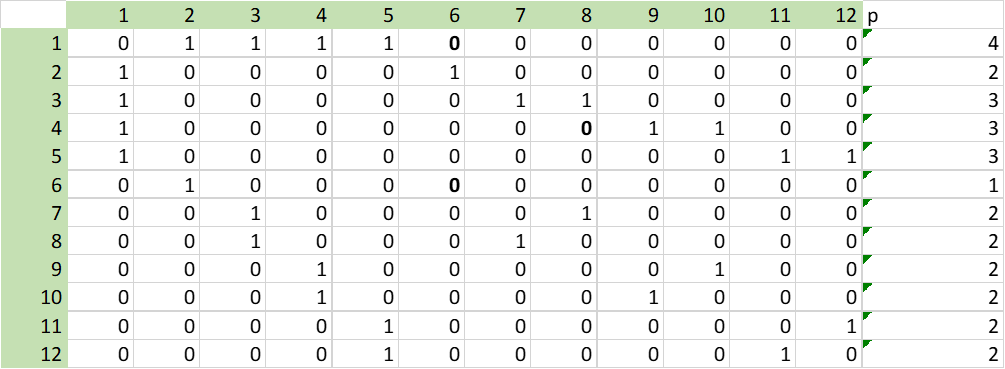 1 2 3 4 5 6 7 8 9 10 11 12 p
1 0 1 1 1 1 0 0 0 0 0 0 0 4
2 1 0 0 0 0 1 0 0 0 0 0 0 2
3 1 0 0 0 0 0 1 1 0 0 0 0 3
4 1 0 0 0 0 0 0 0 1 1 0 0 3
5 1 0 0 0 0 0 0 0 0 0 1 1 3
6 0 1 0 0 0 0 0 0 0 0 0 0 1
7 0 0 1 0 0 0 0 1 0 0 0 0 2
8 0 0 1 0 0 0 1 0 0 0 0 0 2
9 0 0 0 1 0 0 0 0 0 1 0 0 2
10 0 0 0 1 0 0 0 0 1 0 0 0 2
11 0 0 0 0 1 0 0 0 0 0 0 1 2
12 0 0 0 0 1 0 0 0 0 0 1 0 2